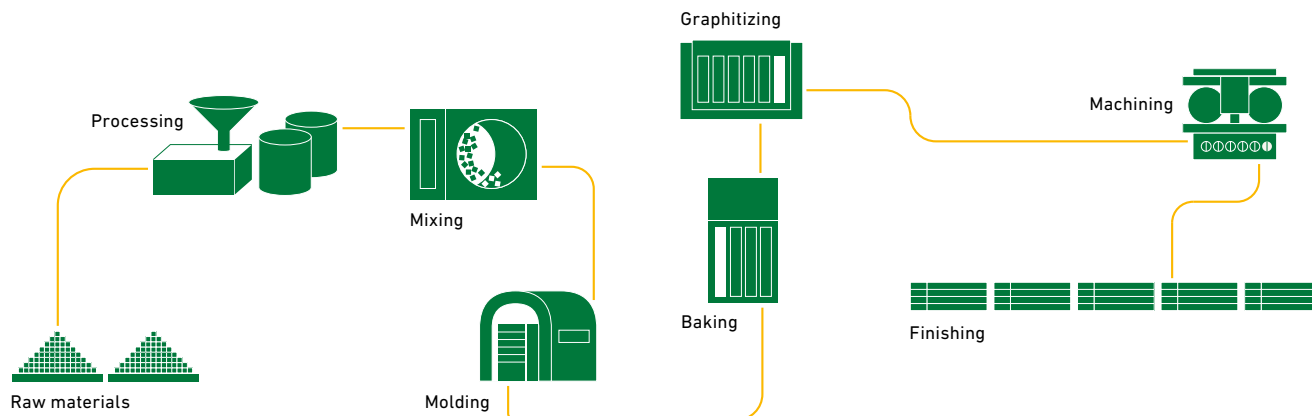 Graphitizing
Processing
Machining
Mixing
Baking
Finishing
Raw materials
Molding